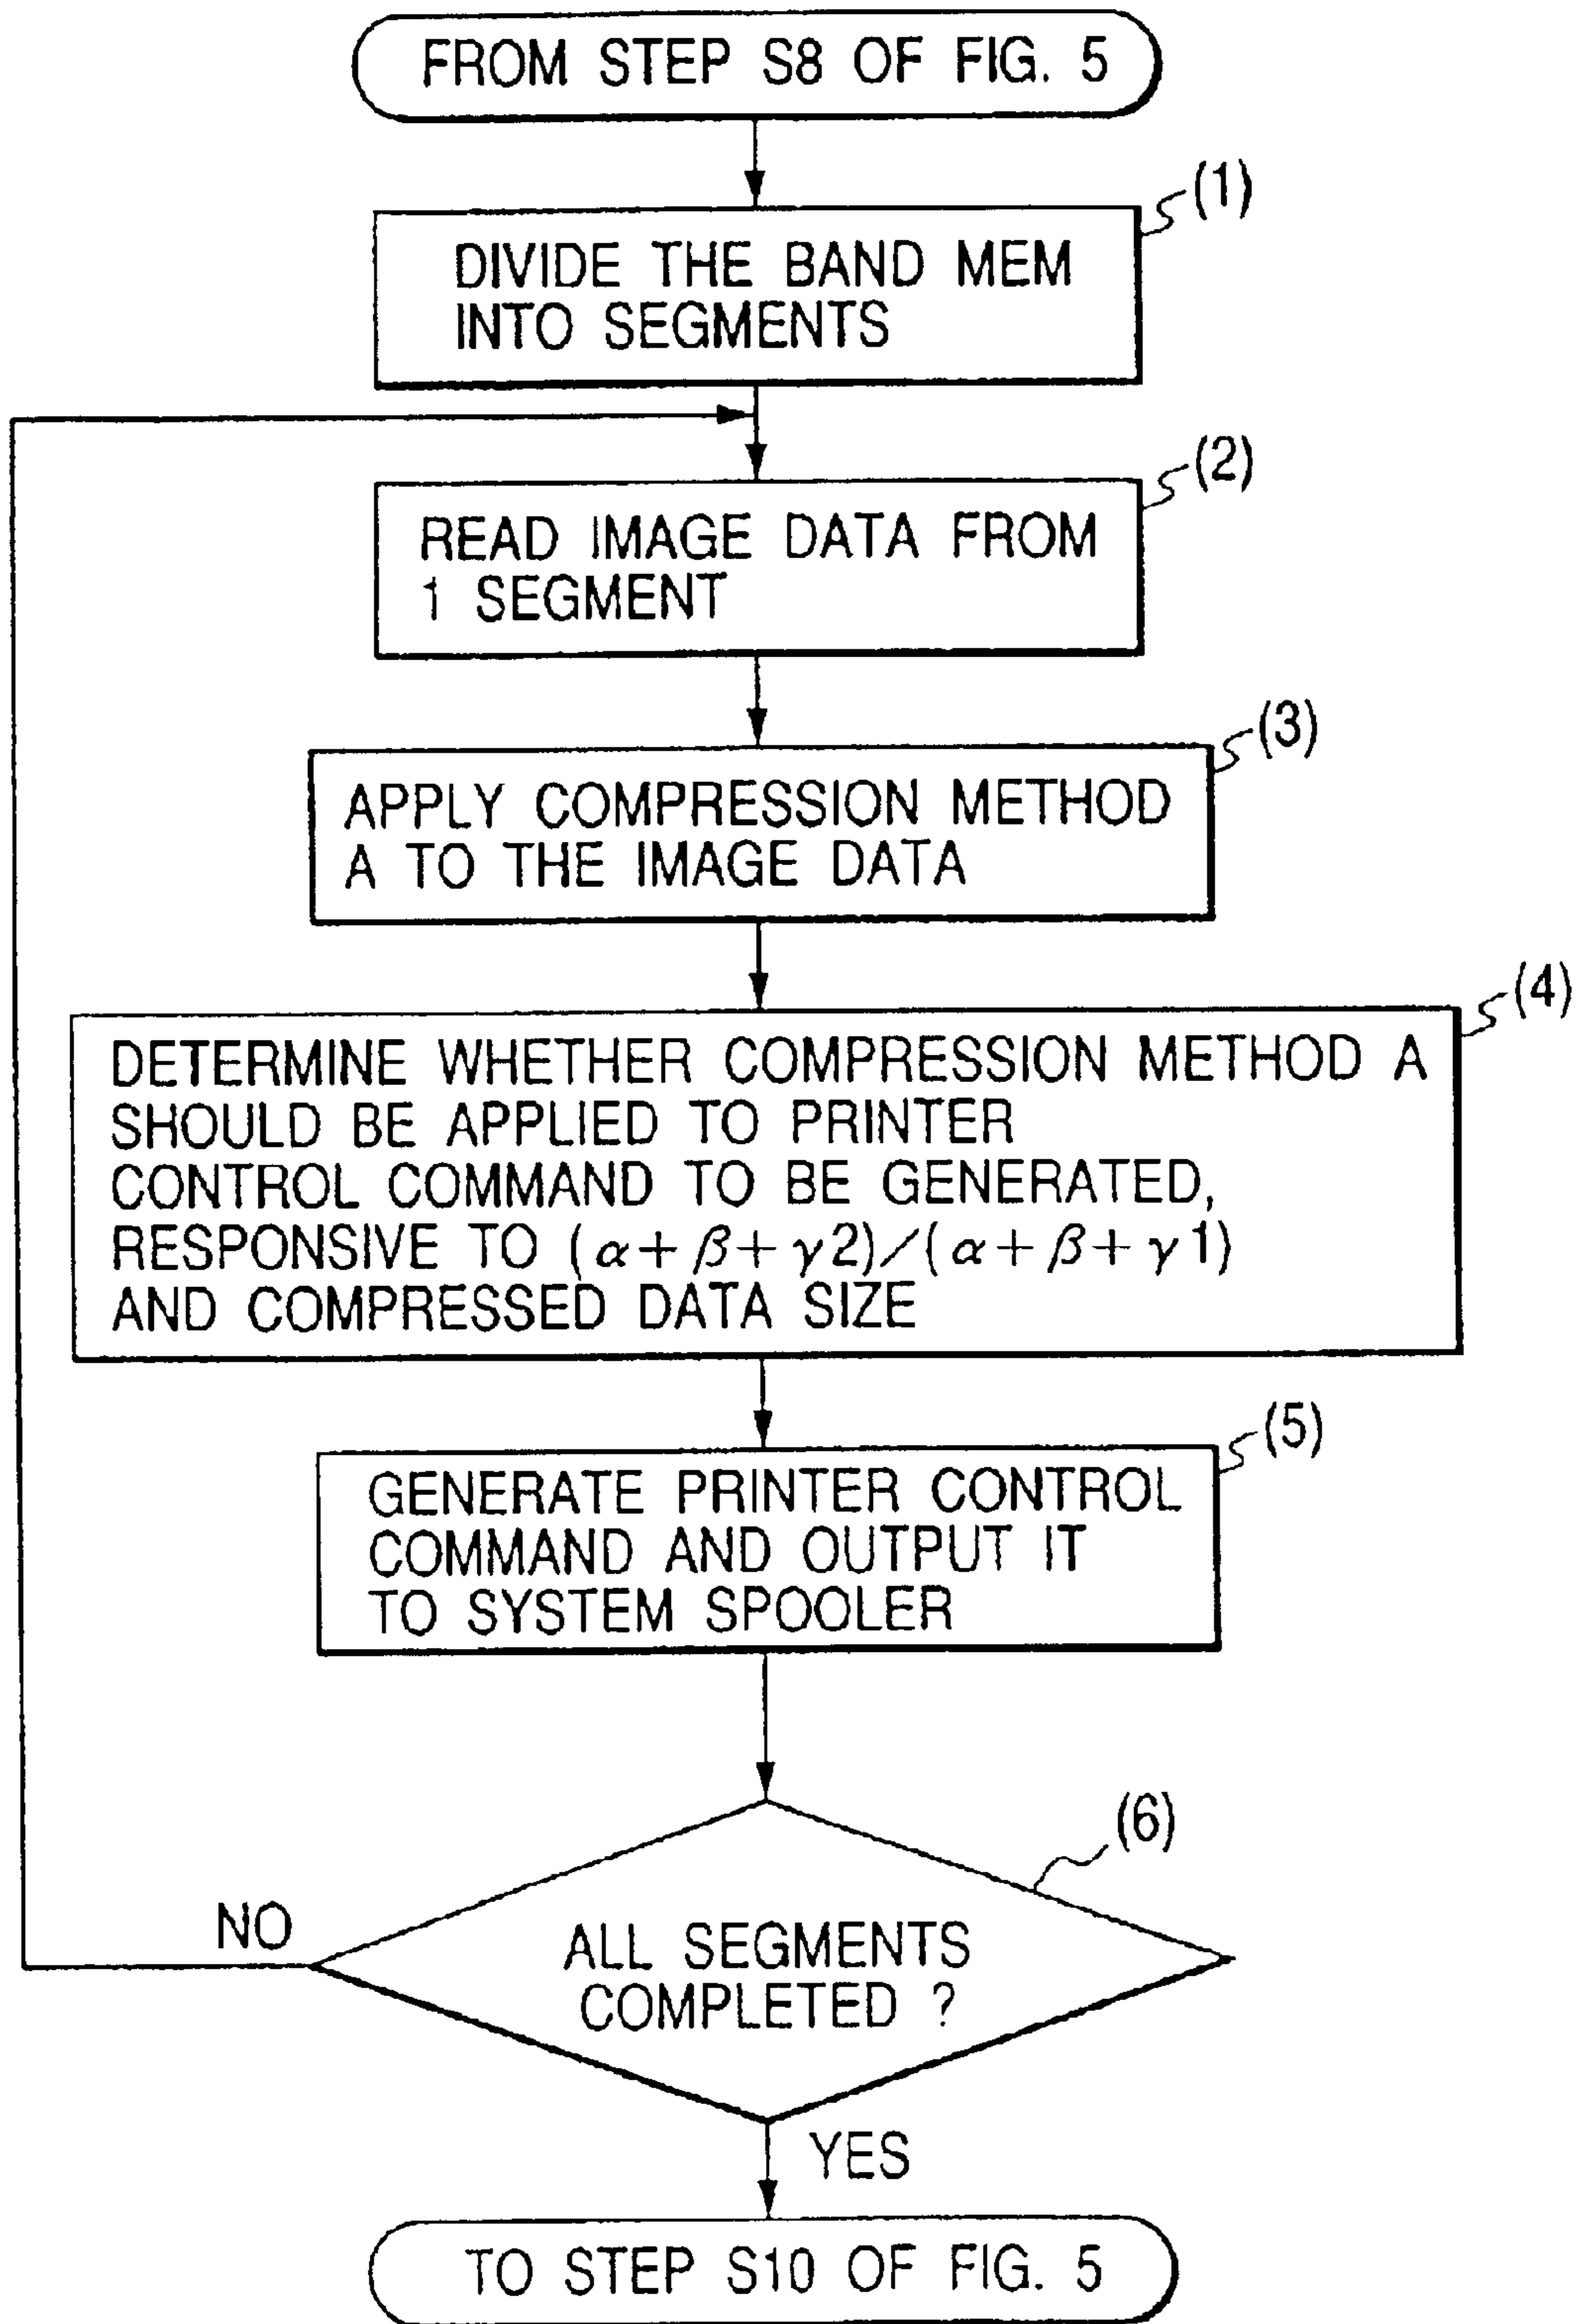 FROM STEP S8 OF FIG. 5
(1)
DIVIDE THE BAND MEM
INTO SEGMENTS
(2)
READ IMAGE DATA FROM
1 SEGMENT
(3)
APPLY COMPRESSION METHOD
A TO THE IMAGE DATA
(4)
DETERMINE WHETHER COMPRESSION METHOD A
SHOULD BE APPLIED TO PRINTER
CONTROL COMMAND TO BE GENERATED,
RESPONSIVE TO (α+β+γ2)/(α+β+γ1)
AND COMPRESSED DATA SIZE
(5)
GENERATE PRINTER CONTROL
COMMAND AND OUTPUT IT
TO SYSTEM SPOOLER
(6)
NO
ALL SEGMENTS
COMPLETED ?
YES
TO STEP S10 OF FIG. 5